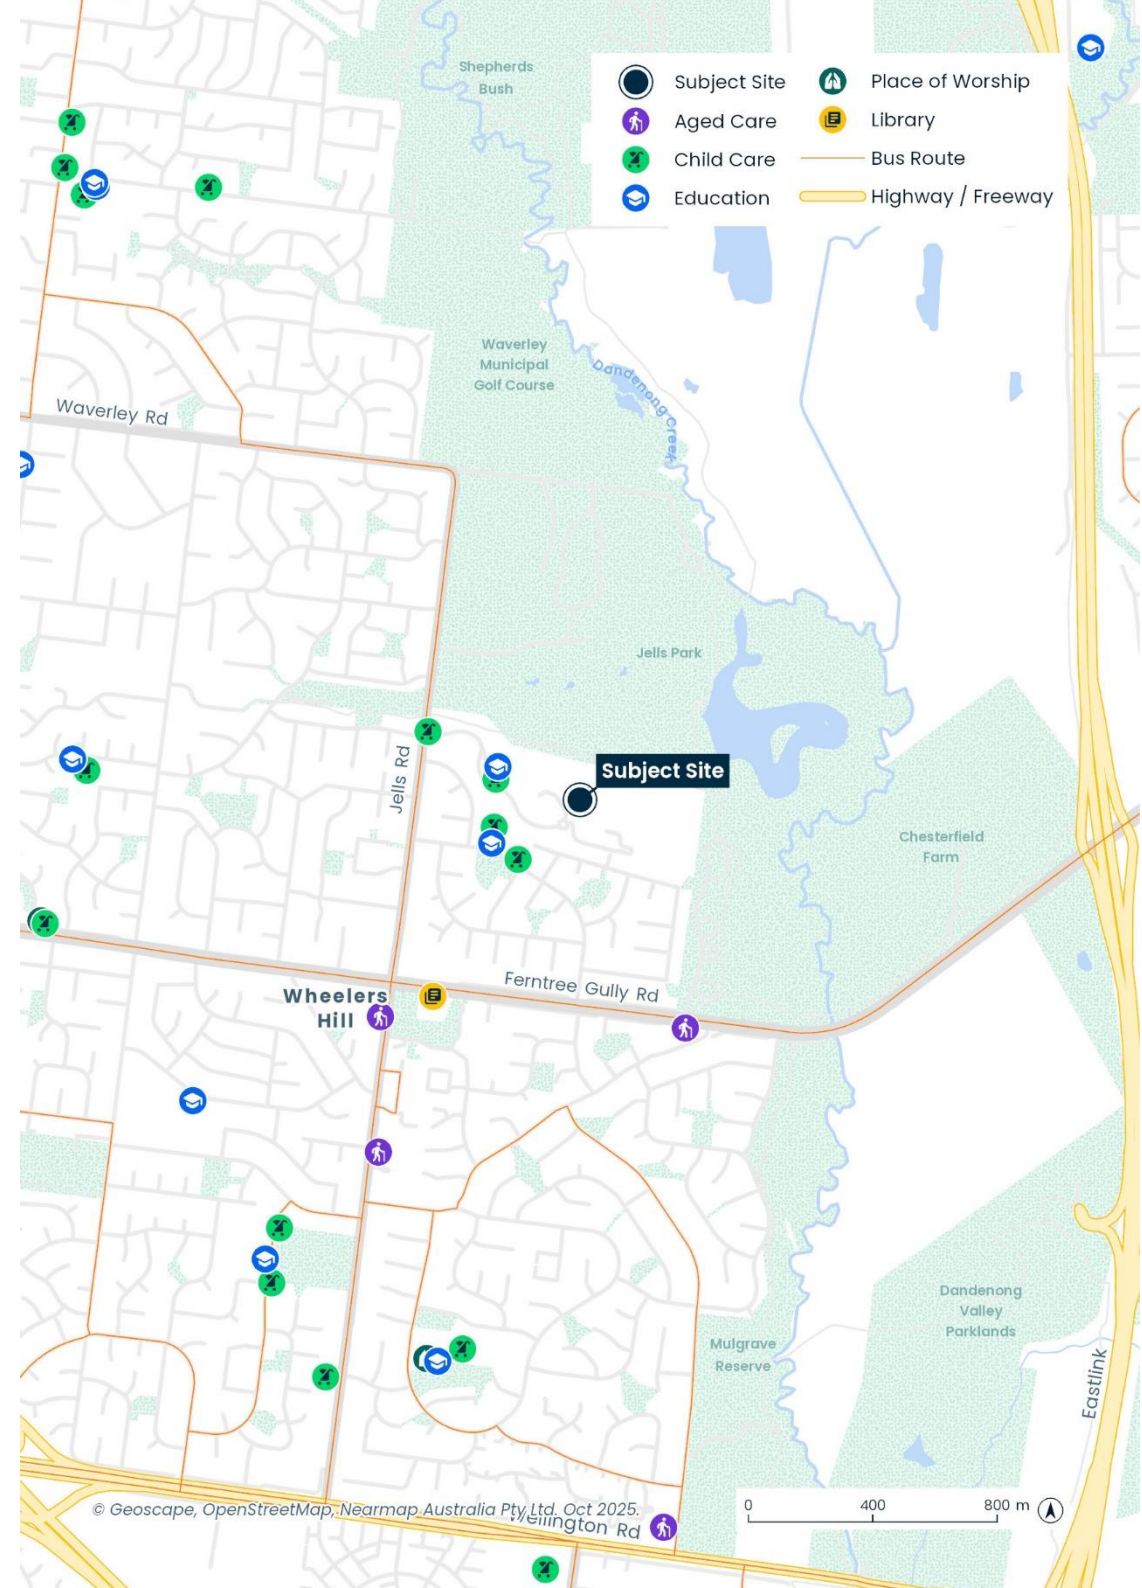 Shepherds
Bush
Subject Site
Aged Care
Child Care
Education
Place of Worship
Library
Bus Route
Highway / Freeway
Waverley
Municipal
Golf Course
Dandenong Creek
Waverley Rd
Jells Park
Jells Rd
Subject Site
Chesterfield
Farm
Ferntree Gully Rd
Wheelers
Hill
Dandenong
Valley
Parklands
Mulgrave
Reserve
Eastlink
© Geoscape, OpenStreetMap, Nearmap Australia Pty Ltd. Oct 2025.
Wellington Rd
0 400 800 m